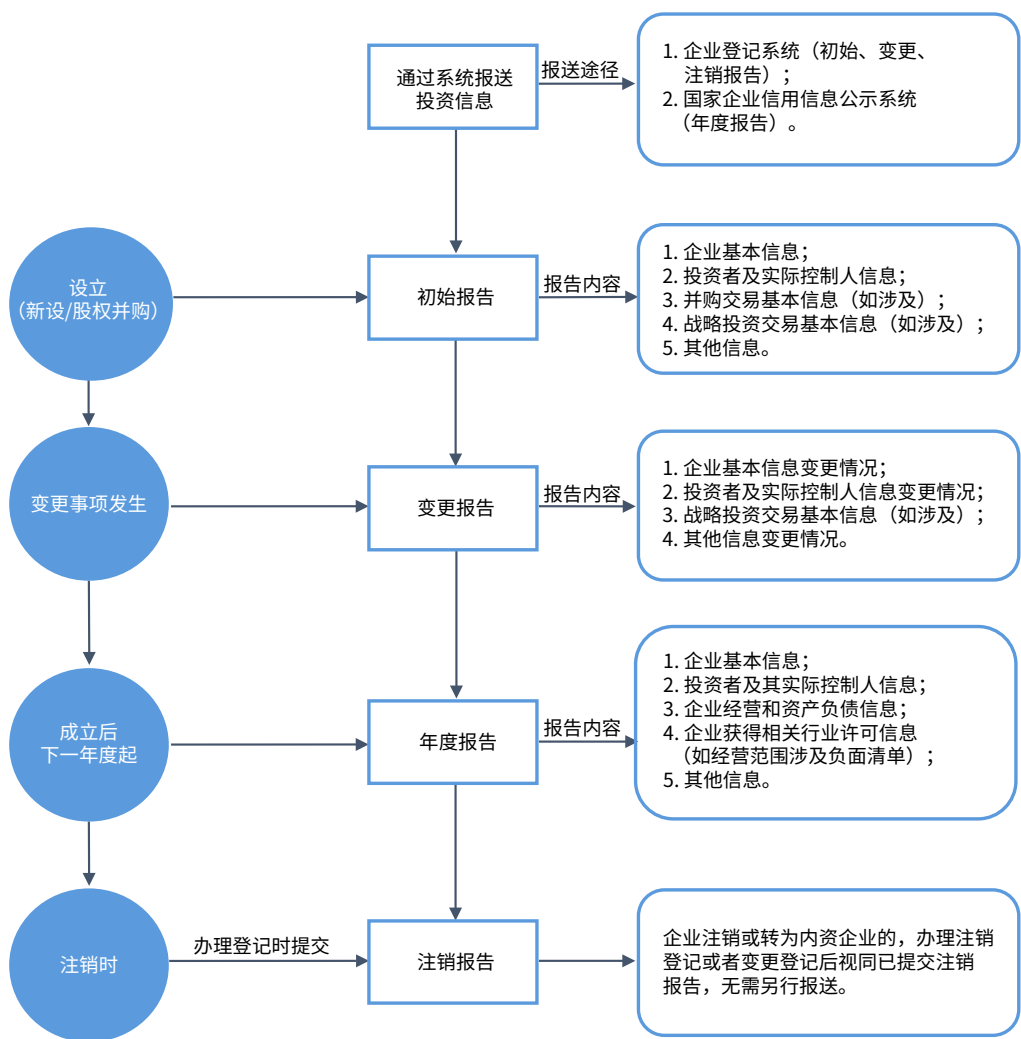 通过系统报送
投资信息
报送途径
1. 企业登记系统（初始、变更、
注销报告）；
2. 国家企业信用信息公示系统
（年度报告）。
设立
（新设/股权并购）
初始报告
报告内容
1. 企业基本信息；
2. 投资者及实际控制人信息；
3. 并购交易基本信息（如涉及）；
4. 战略投资交易基本信息（如涉及）；
5. 其他信息。
变更事项发生
变更报告
报告内容
1. 企业基本信息变更情况；
2. 投资者及实际控制人信息变更情况；
3. 战略投资交易基本信息（如涉及）；
4. 其他信息变更情况。
成立后
下一年度起
年度报告
报告内容
1. 企业基本信息；
2. 投资者及其实际控制人信息；
3. 企业经营和资产负债信息；
4. 企业获得相关行业许可信息
（如经营范围涉及负面清单）；
5. 其他信息。
注销时
办理登记时提交
注销报告
企业注销或转为内资企业的，办理注销
登记或者变更登记后视同已提交注销
报告，无需另行报送。